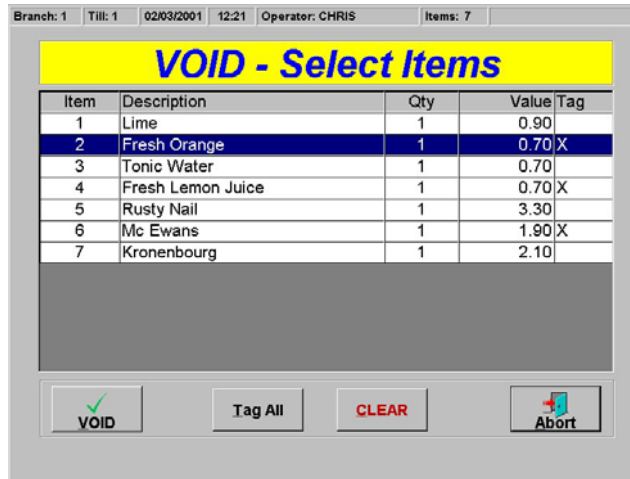 Branch: 1 Till: 1 02/03/2001 12:21 Operator: CHRIS Items: 7
VOID - Select Items
Item Description Qty Value Tag
1 Lime 1 0.90
2 Fresh Orange 1 0.70 X
3 Tonic Water 1 0.70
4 Fresh Lemon Juice 1 0.70 X
5 Rusty Nail 1 3.30
6 Mc Ewans 1 1.90 X
7 Kronenbourg 1 2.10
VOID Tag All CLEAR Abort